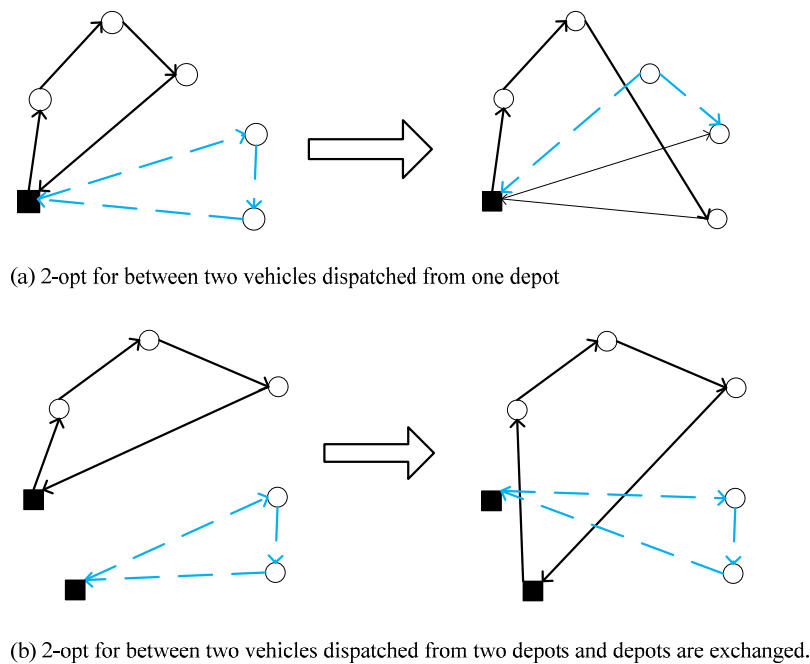 (a) 2-opt for between two vehicles dispatched from one depot
(b) 2-opt for between two vehicles dispatched from two depots and depots are exchanged.